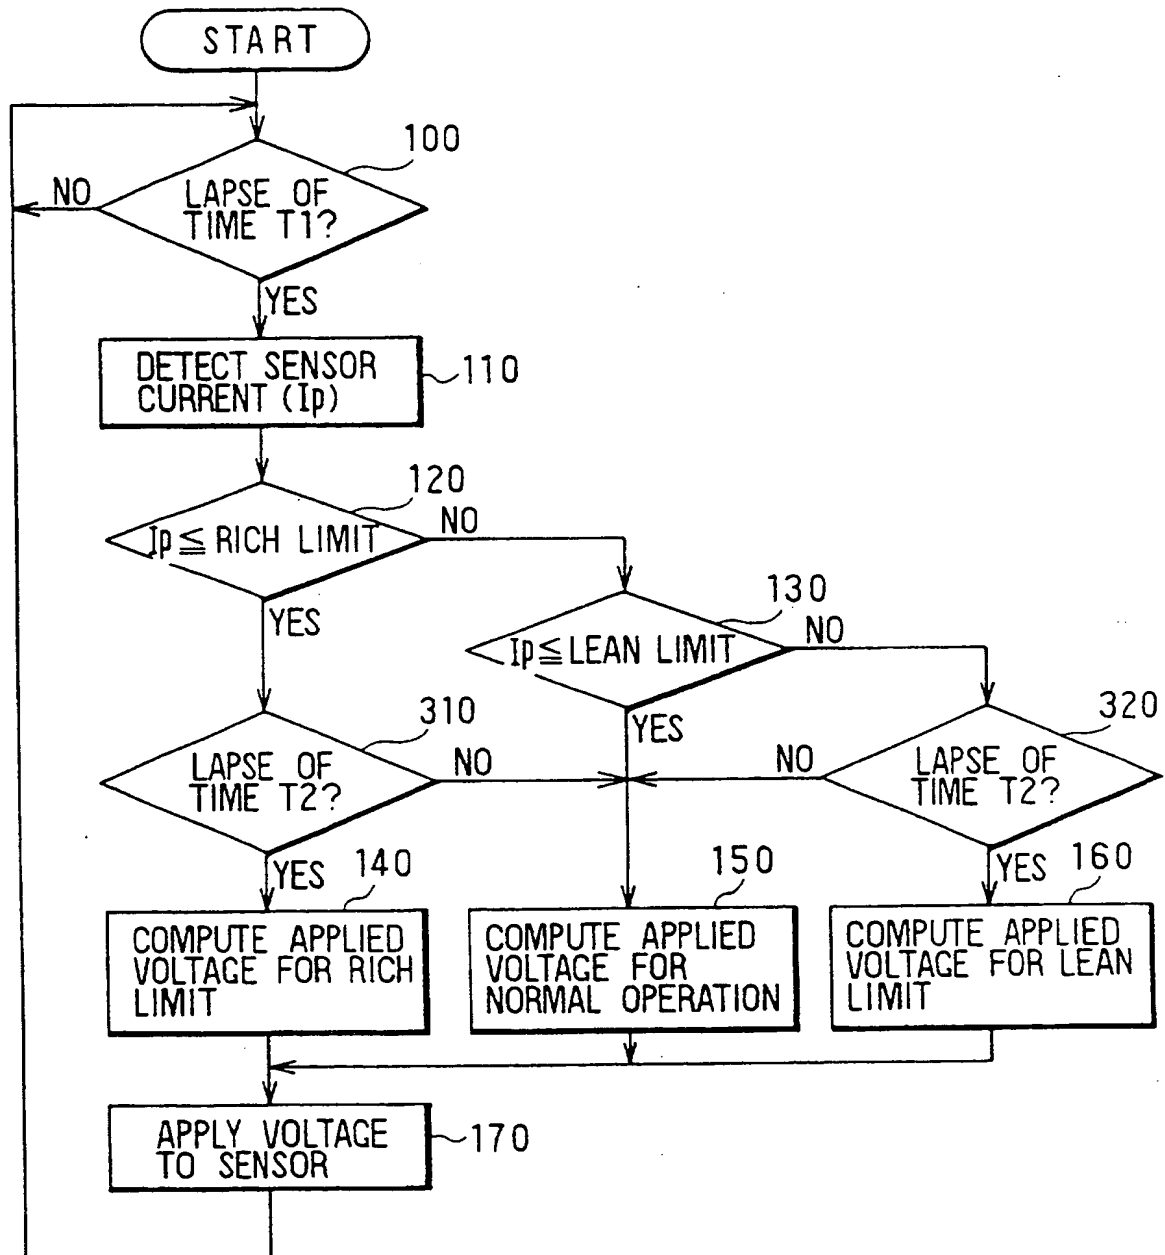 START
100
LAPSE OF
TIME T1?
NO
YES
DETECT SENSOR
CURRENT (Ip)
110
120
Ip ≦ RICH LIMIT
NO
YES
130
Ip ≦ LEAN LIMIT
NO
YES
310
LAPSE OF
TIME T2?
NO
YES
320
LAPSE OF
TIME T2?
NO
YES
140
COMPUTE APPLIED
VOLTAGE FOR RICH
LIMIT
150
COMPUTE APPLIED
VOLTAGE FOR
NORMAL OPERATION
160
COMPUTE APPLIED
VOLTAGE FOR LEAN
LIMIT
APPLY VOLTAGE
TO SENSOR
170